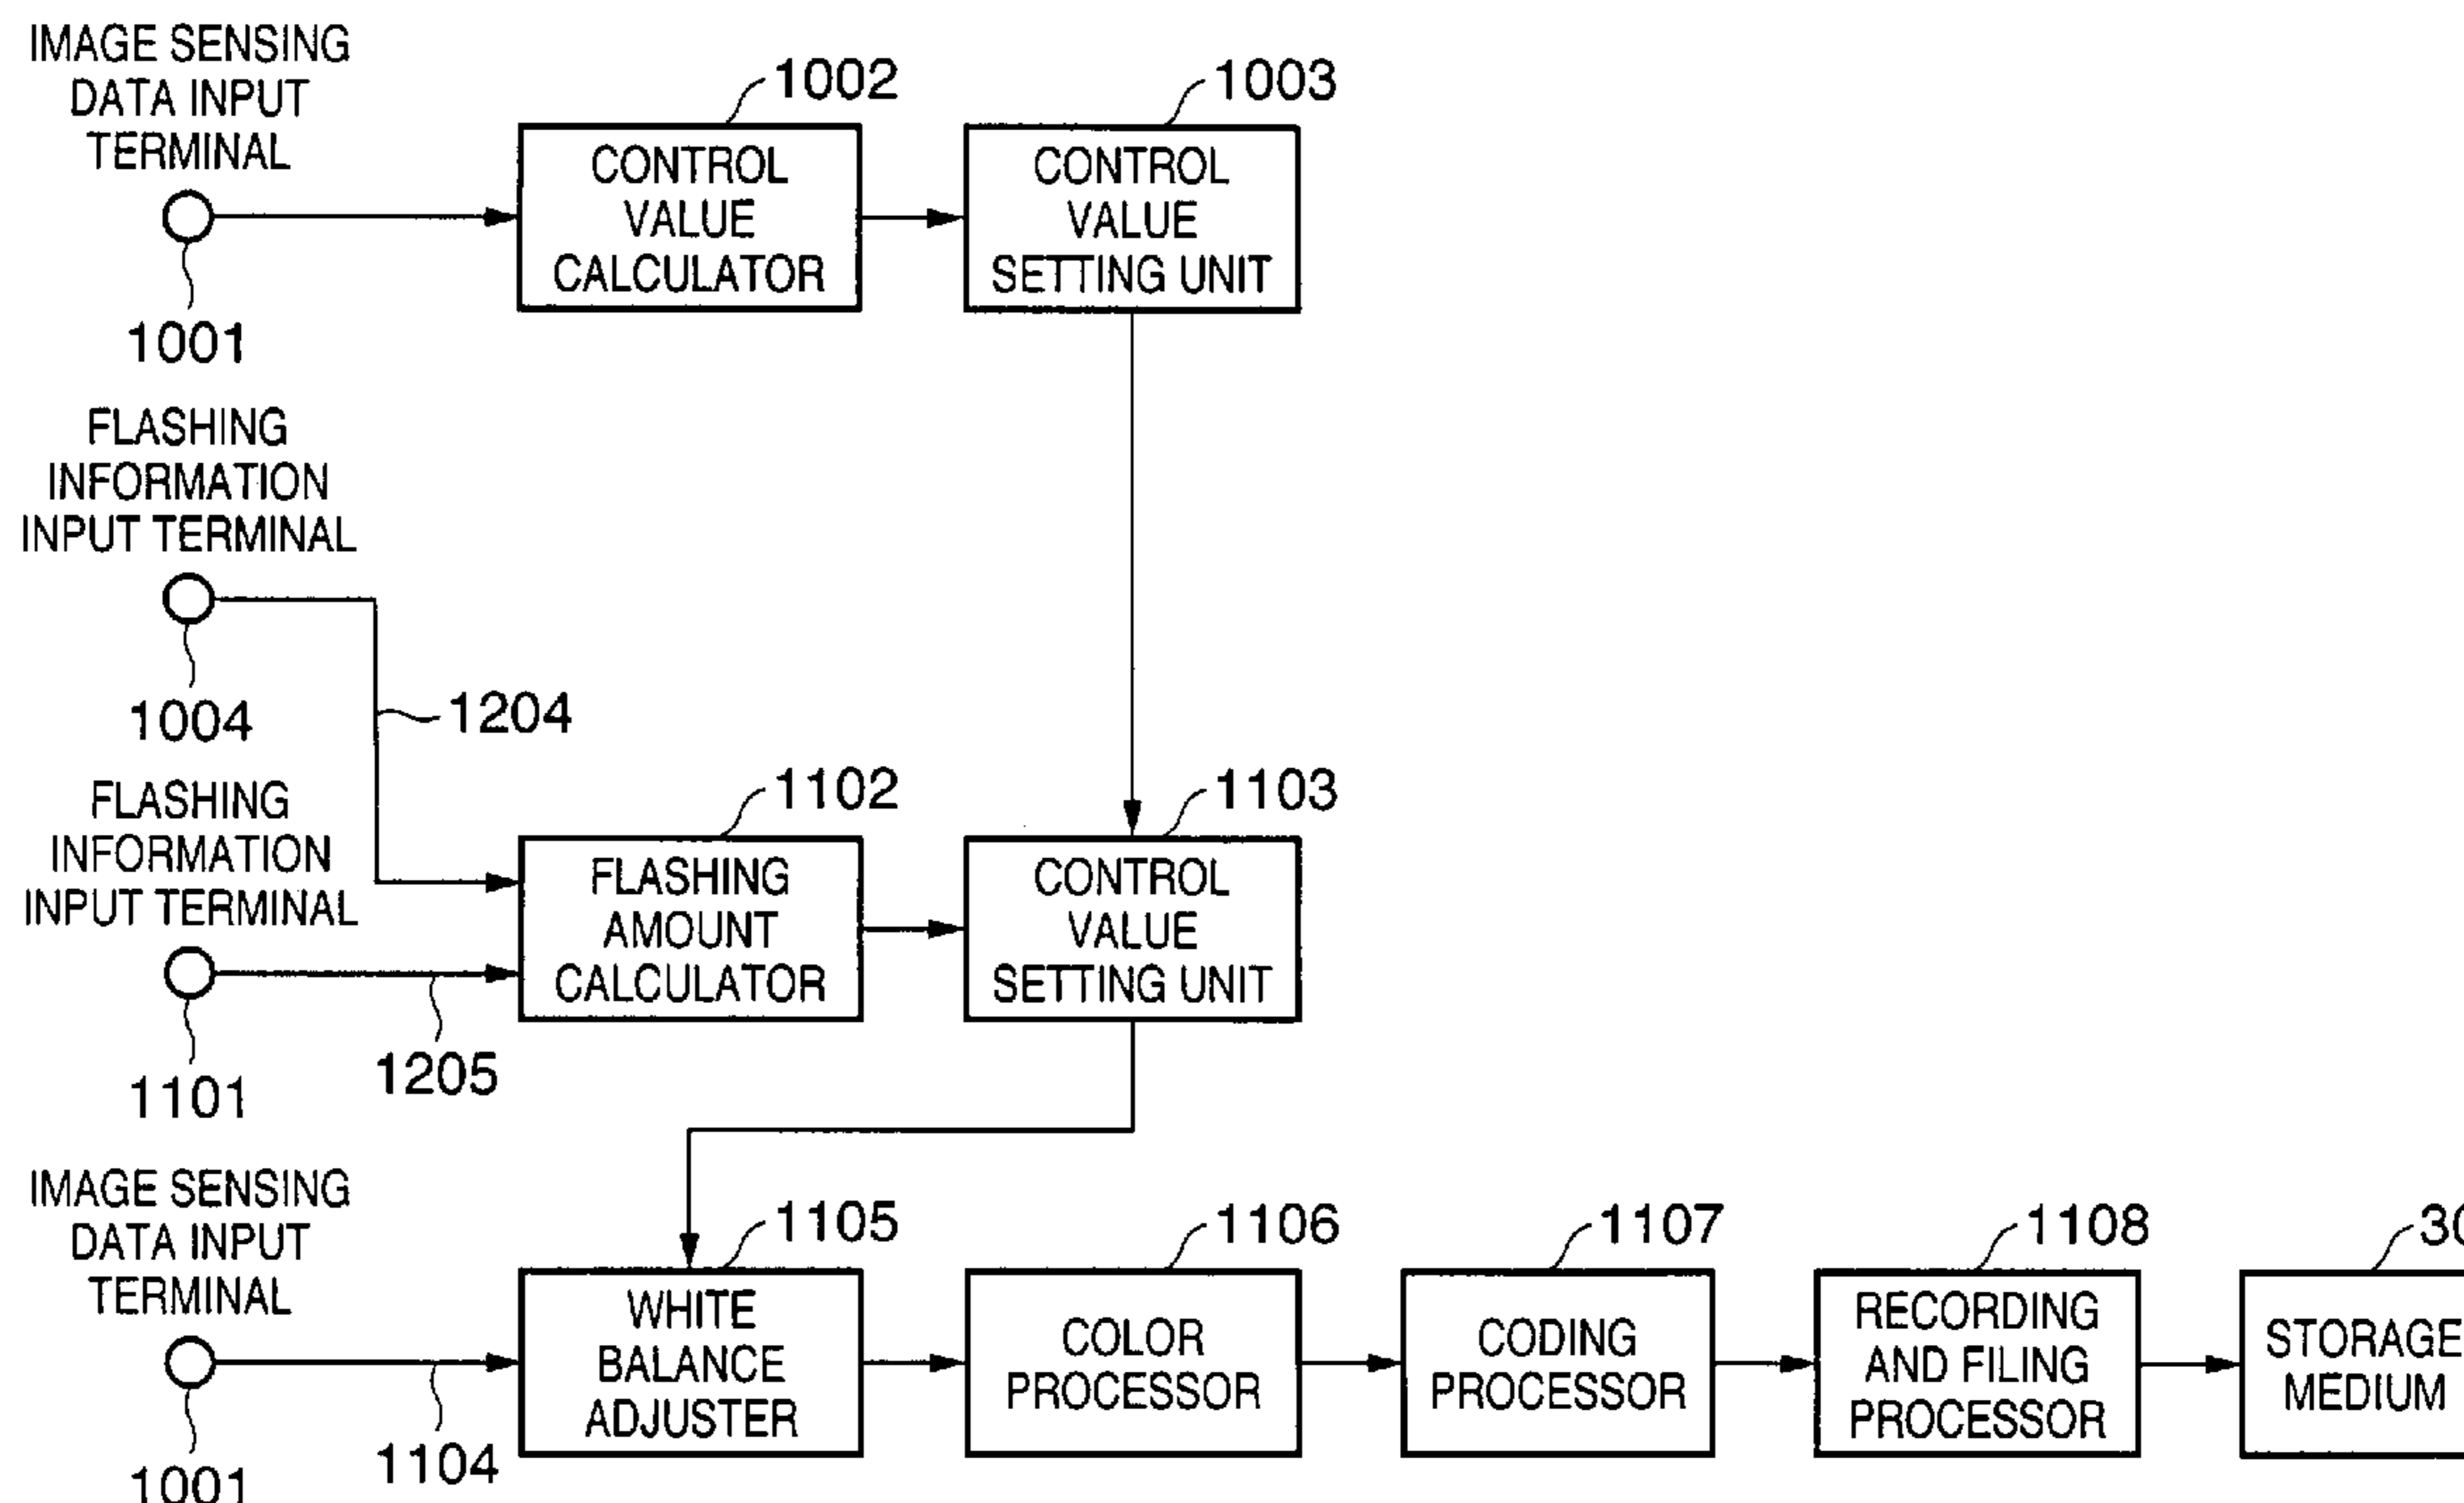 IMAGE SENSING
DATA INPUT
TERMINAL
1001
1002
CONTROL
VALUE
CALCULATOR
1003
CONTROL
VALUE
SETTING UNIT
FLASHING
INFORMATION
INPUT TERMINAL
1004
1204
FLASHING
INFORMATION
INPUT TERMINAL
1101
1205
1102
FLASHING
AMOUNT
CALCULATOR
1103
CONTROL
VALUE
SETTING UNIT
IMAGE SENSING
DATA INPUT
TERMINAL
1001
1104
1105
WHITE
BALANCE
ADJUSTER
1106
COLOR
PROCESSOR
1107
CODING
PROCESSOR
1108
RECORDING
AND FILING
PROCESSOR
STORAGE
MEDIUM